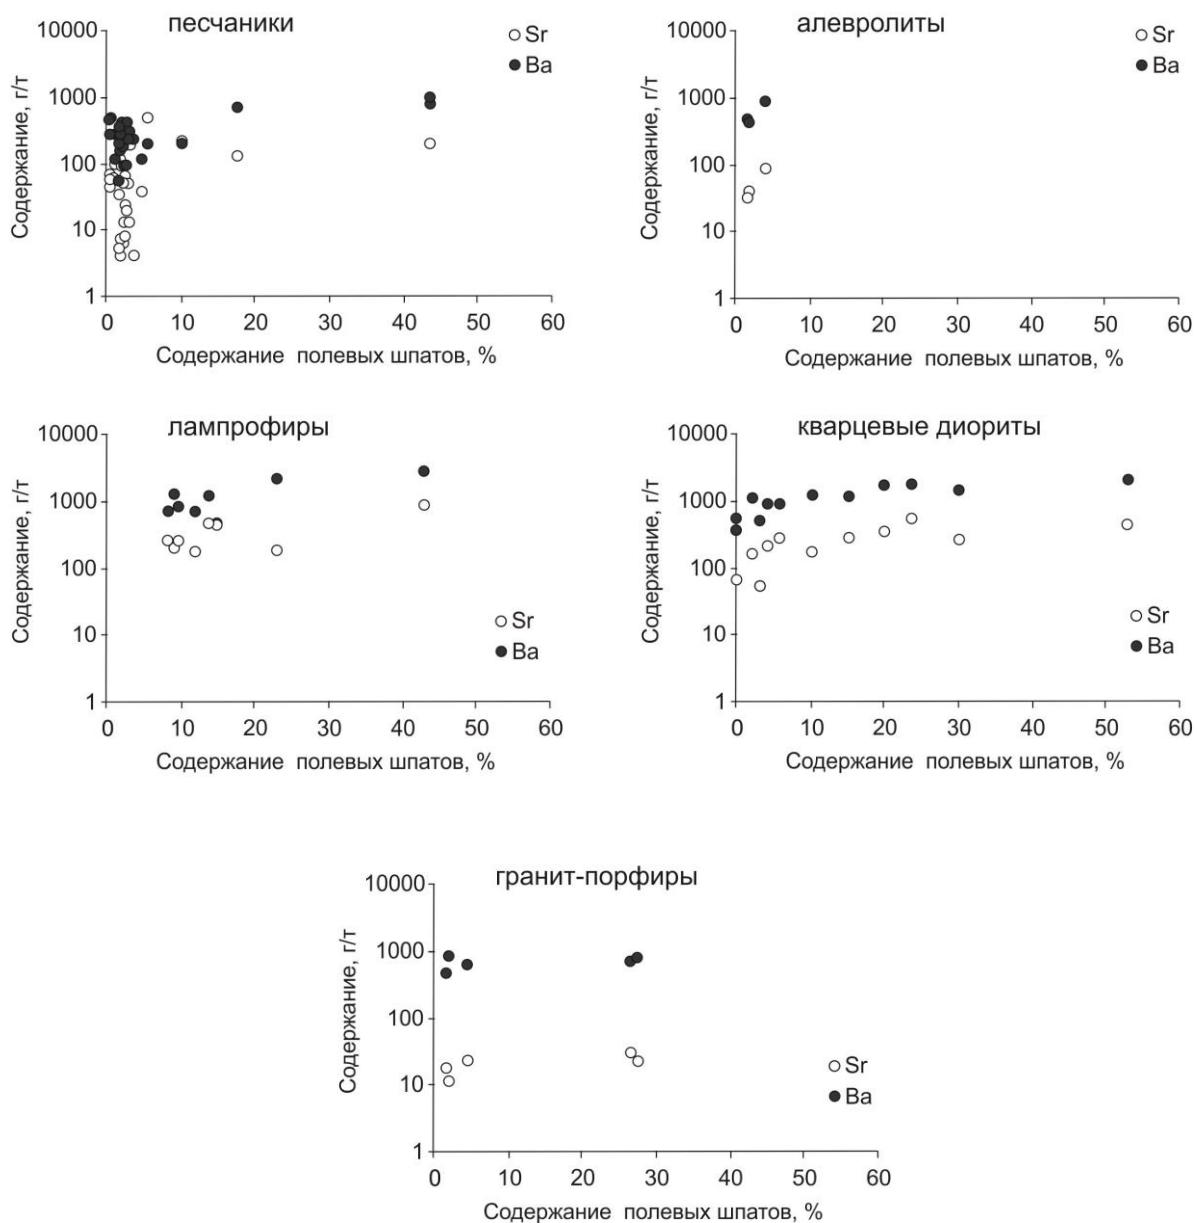 песчаники
10000
1000
100
10
1
Содержание, г/т
Sr
Ba
0 10 20 30 40 50 60
Содержание полевых шпатов, %
алевролиты
10000
1000
100
10
1
Содержание, г/т
Sr
Ba
0 10 20 30 40 50 60
Содержание полевых шпатов, %
лампрофиры
10000
1000
100
10
1
Содержание, г/т
Sr
Ba
0 10 20 30 40 50 60
Содержание полевых шпатов, %
кварцевые диориты
10000
1000
100
10
1
Содержание, г/т
Sr
Ba
0 10 20 30 40 50 60
Содержание полевых шпатов, %
гранит-порфиры
10000
1000
100
10
1
Содержание, г/т
Sr
Ba
0 10 20 30 40 50 60
Содержание полевых шпатов, %